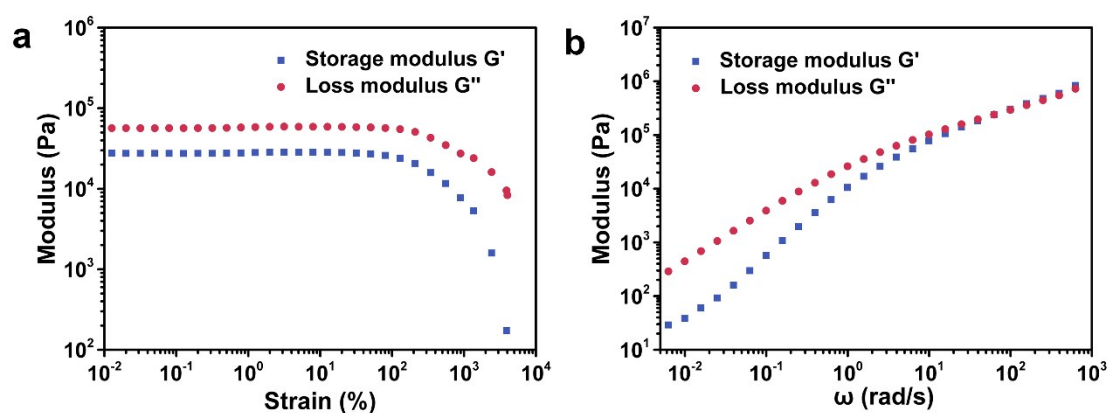 a
10⁶
10⁵
10⁴
10³
10²
Modulus (Pa)
Storage modulus G'
Loss modulus G''
10⁻² 10⁻¹ 10⁰ 10¹ 10² 10³ 10⁴
Strain (%)
b
10⁷
10⁶
10⁵
10⁴
10³
10²
10¹
Modulus (Pa)
Storage modulus G'
Loss modulus G''
10⁻² 10⁻¹ 10⁰ 10¹ 10² 10³
ω (rad/s)